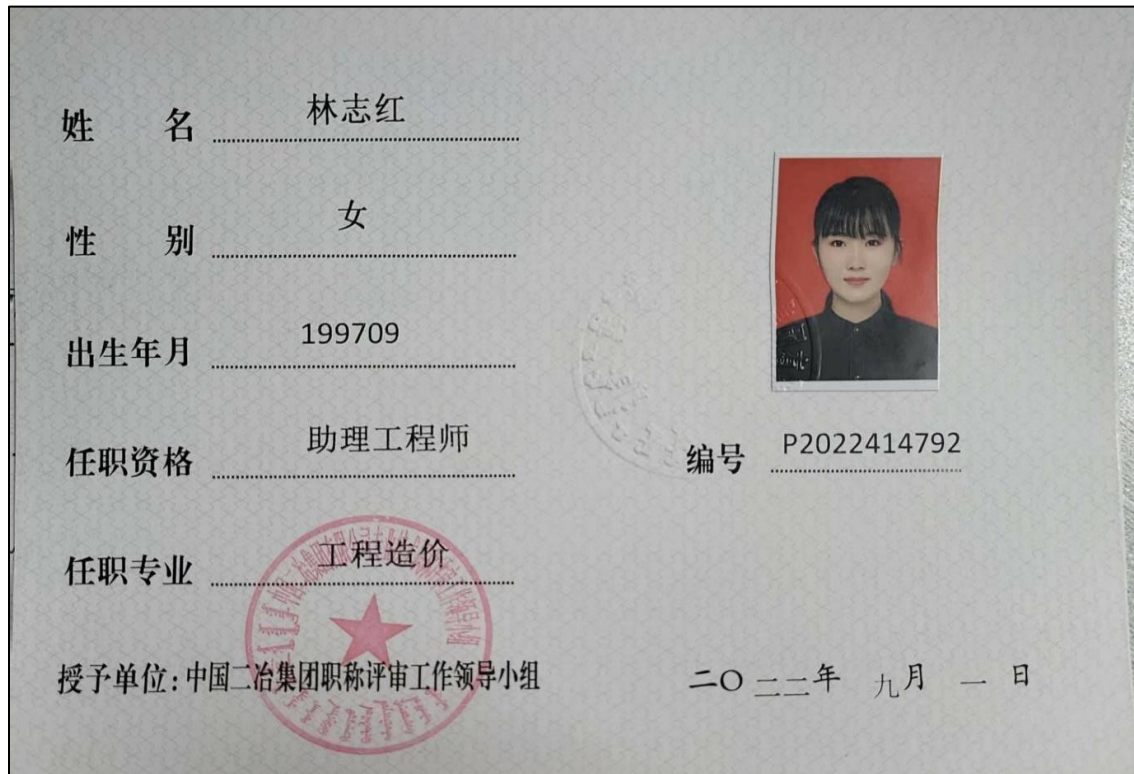 姓 名 林志红
性 别 女
出生年月 199709
任职资格 助理工程师
编号 P2022414792
任职专业 工程造价
授予单位:中国二冶集团职称评审工作领导小组
二〇二二年 九月 一 日